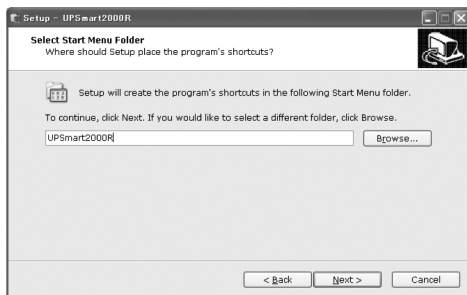 Setup - UPSmart2000R
Select Start Menu Folder
Where should Setup place the program's shortcuts?
Setup will create the program's shortcuts in the following Start Menu folder.
To continue, click Next. If you would like to select a different folder, click Browse.
UPSmart2000R
Browse...
< Back
Next >
Cancel